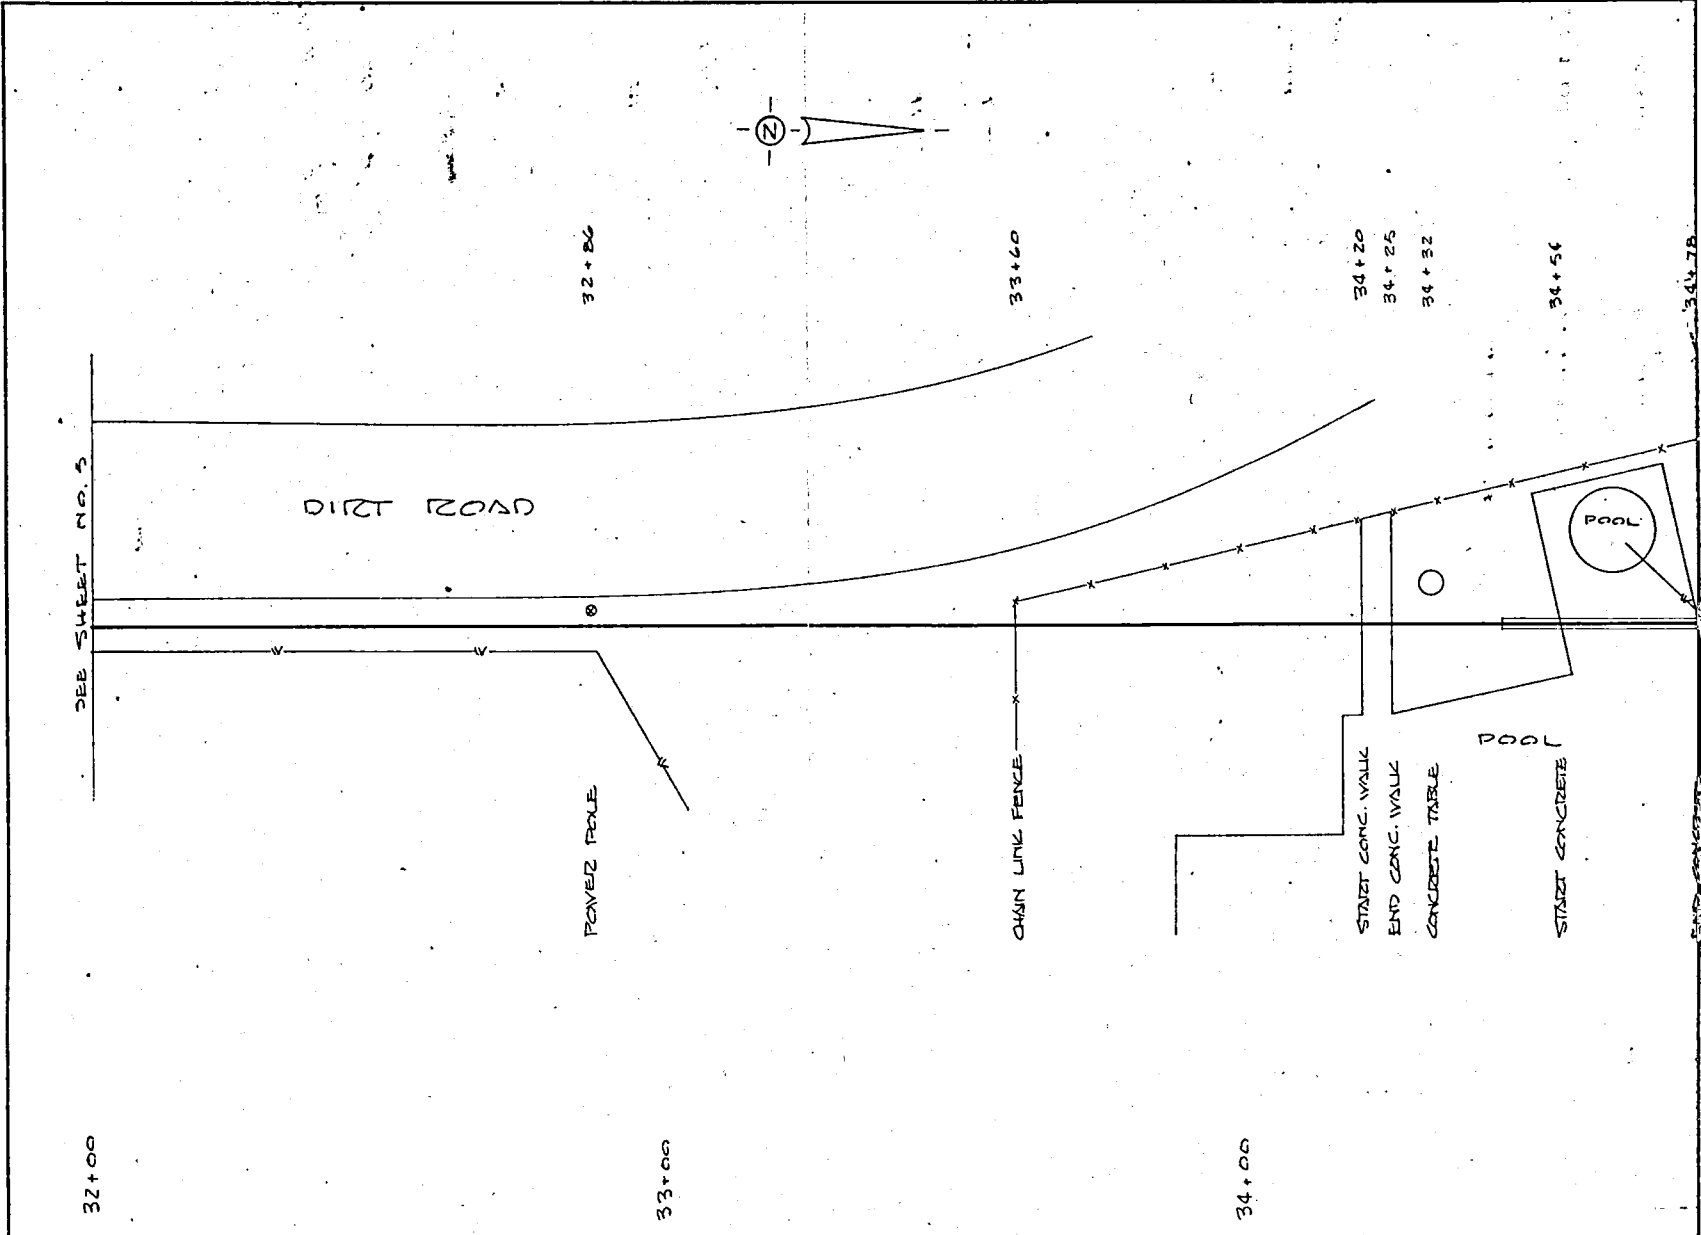 N
32+86
33+60
34+20
34+25
34+32
34+56
34+78
SEE SHEET NO. 3
DIRT ROAD
POOL
POOL
POWER POLE
CHAIN LINK FENCE
START CONC. WALK
END CONC. WALK
CONCRETE TABLE
START CONCRETE
32+00
33+00
34+00